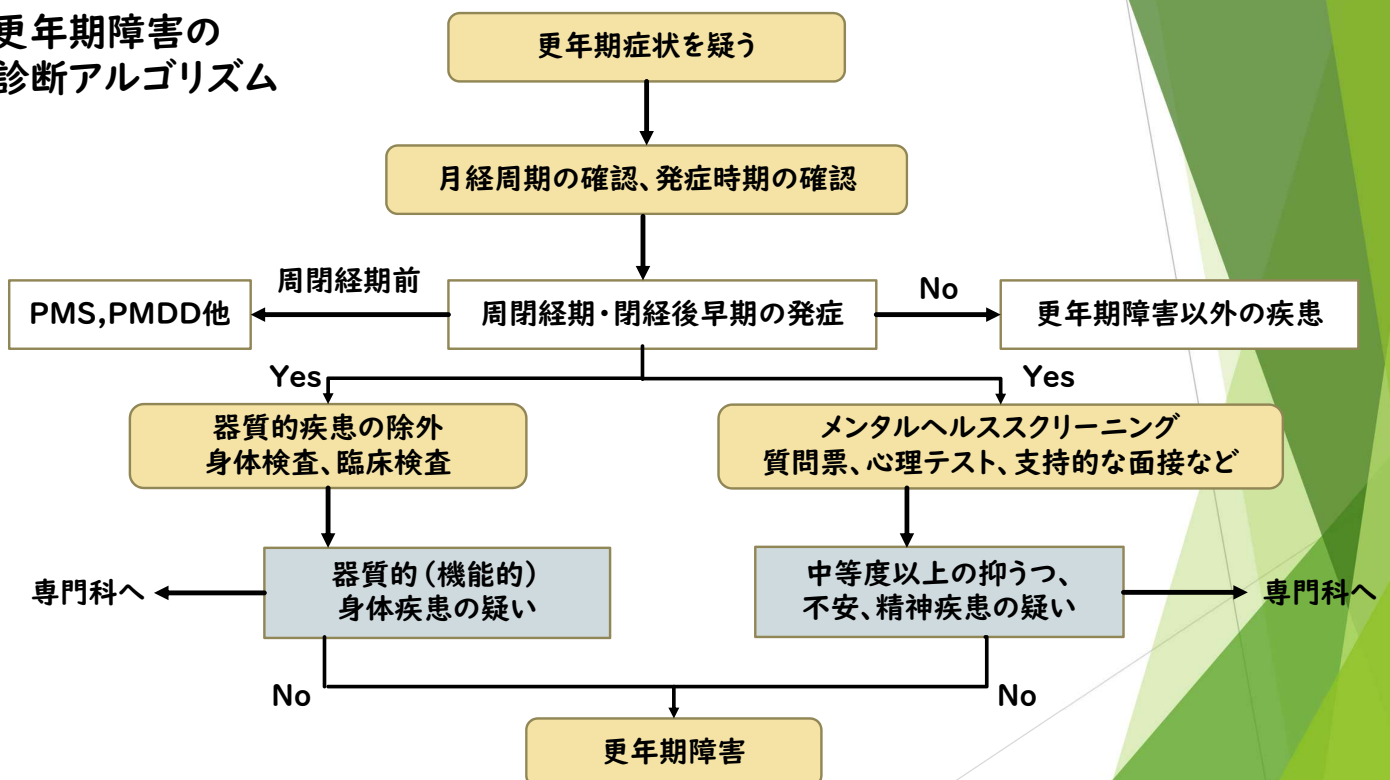 更年期障害の
診断アルゴリズム
更年期症状を疑う
月経周期の確認、発症時期の確認
周閉経期前
No
PMS,PMDD他
周閉経期・閉経後早期の発症
更年期障害以外の疾患
Yes
Yes
器質的疾患の除外
身体検査、臨床検査
メンタルヘルススクリーニング
質問票、心理テスト、支持的な面接など
専門科へ
器質的(機能的)
身体疾患の疑い
中等度以上の抑うつ、
不安、精神疾患の疑い
専門科へ
No
No
更年期障害